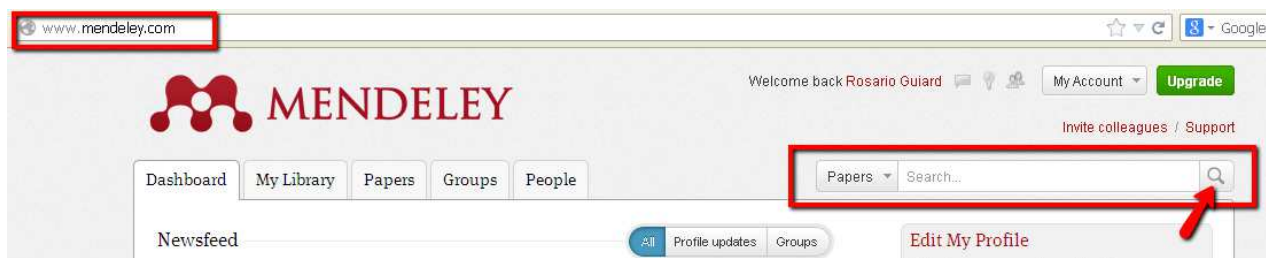 www.mendeley.com
Google
MENDELEY
Welcome back Rosario Guiard
My Account
Upgrade
Invite colleagues / Support
Dashboard My Library Papers Groups People
Papers Search...
Newsfeed All Profile updates Groups Edit My Profile